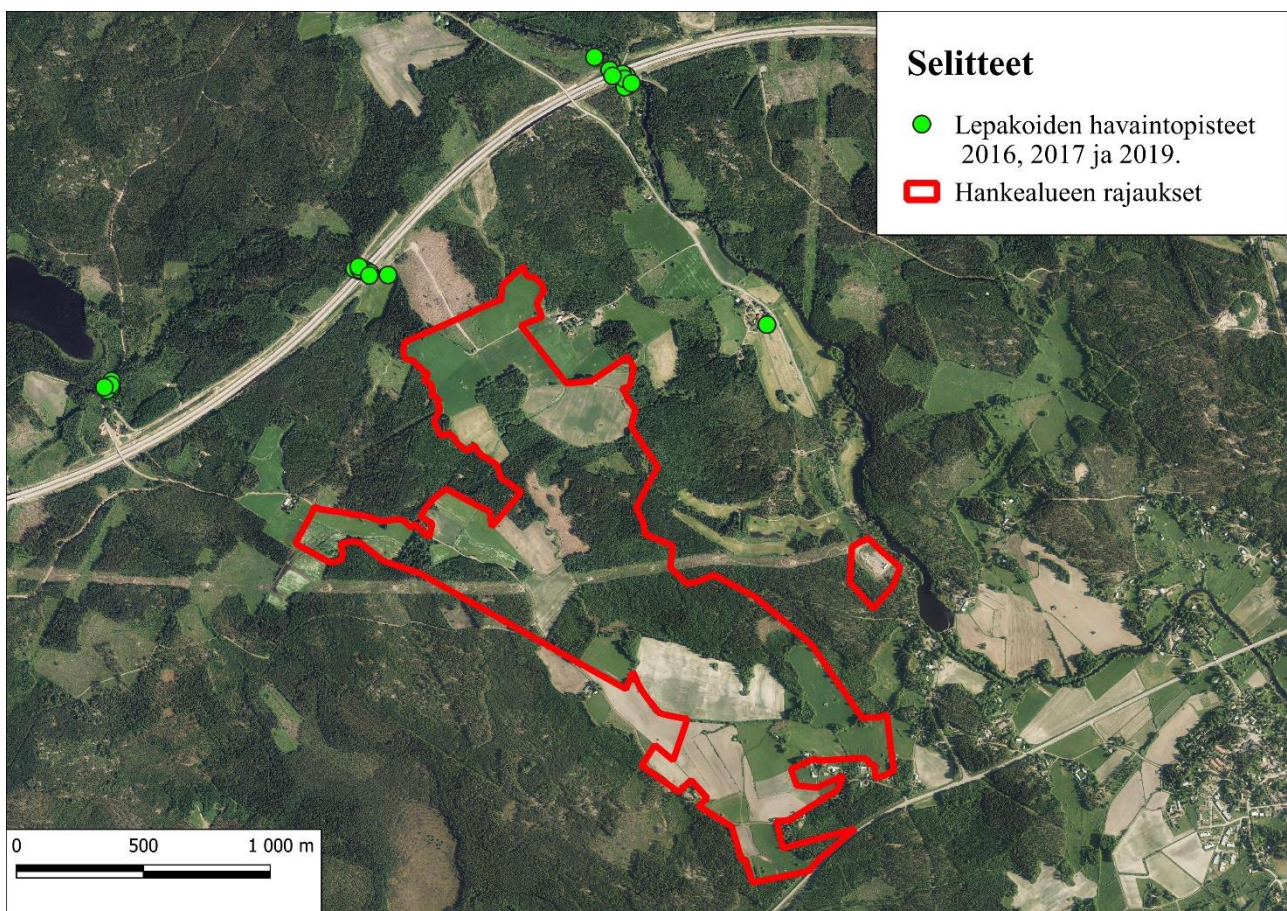 Selitteet
Lepakoiden havaintopisteet
2016, 2017 ja 2019.
Hankealueen rajaukset
0 500 1 000 m